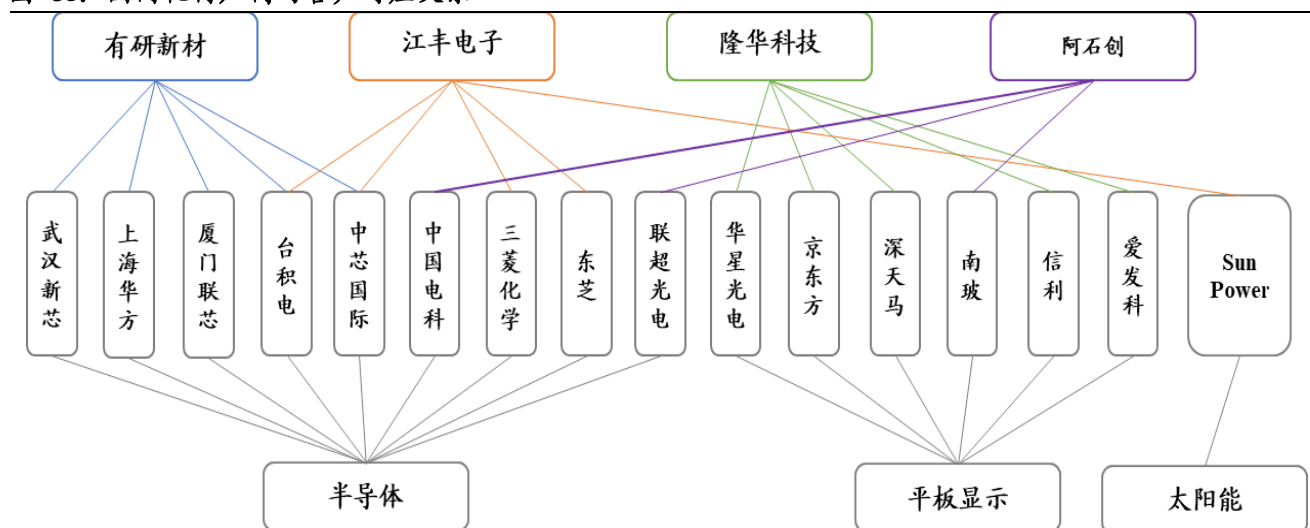 有研新材
江丰电子
隆华科技
阿石创
武汉新芯
上海华方
厦门联芯
台积电
中芯国际
中国电科
三菱化学
东芝
联超光电
华星光电
京东方
深天马
南玻
信利
爱发科
Sun
Power
半导体
平板显示
太阳能